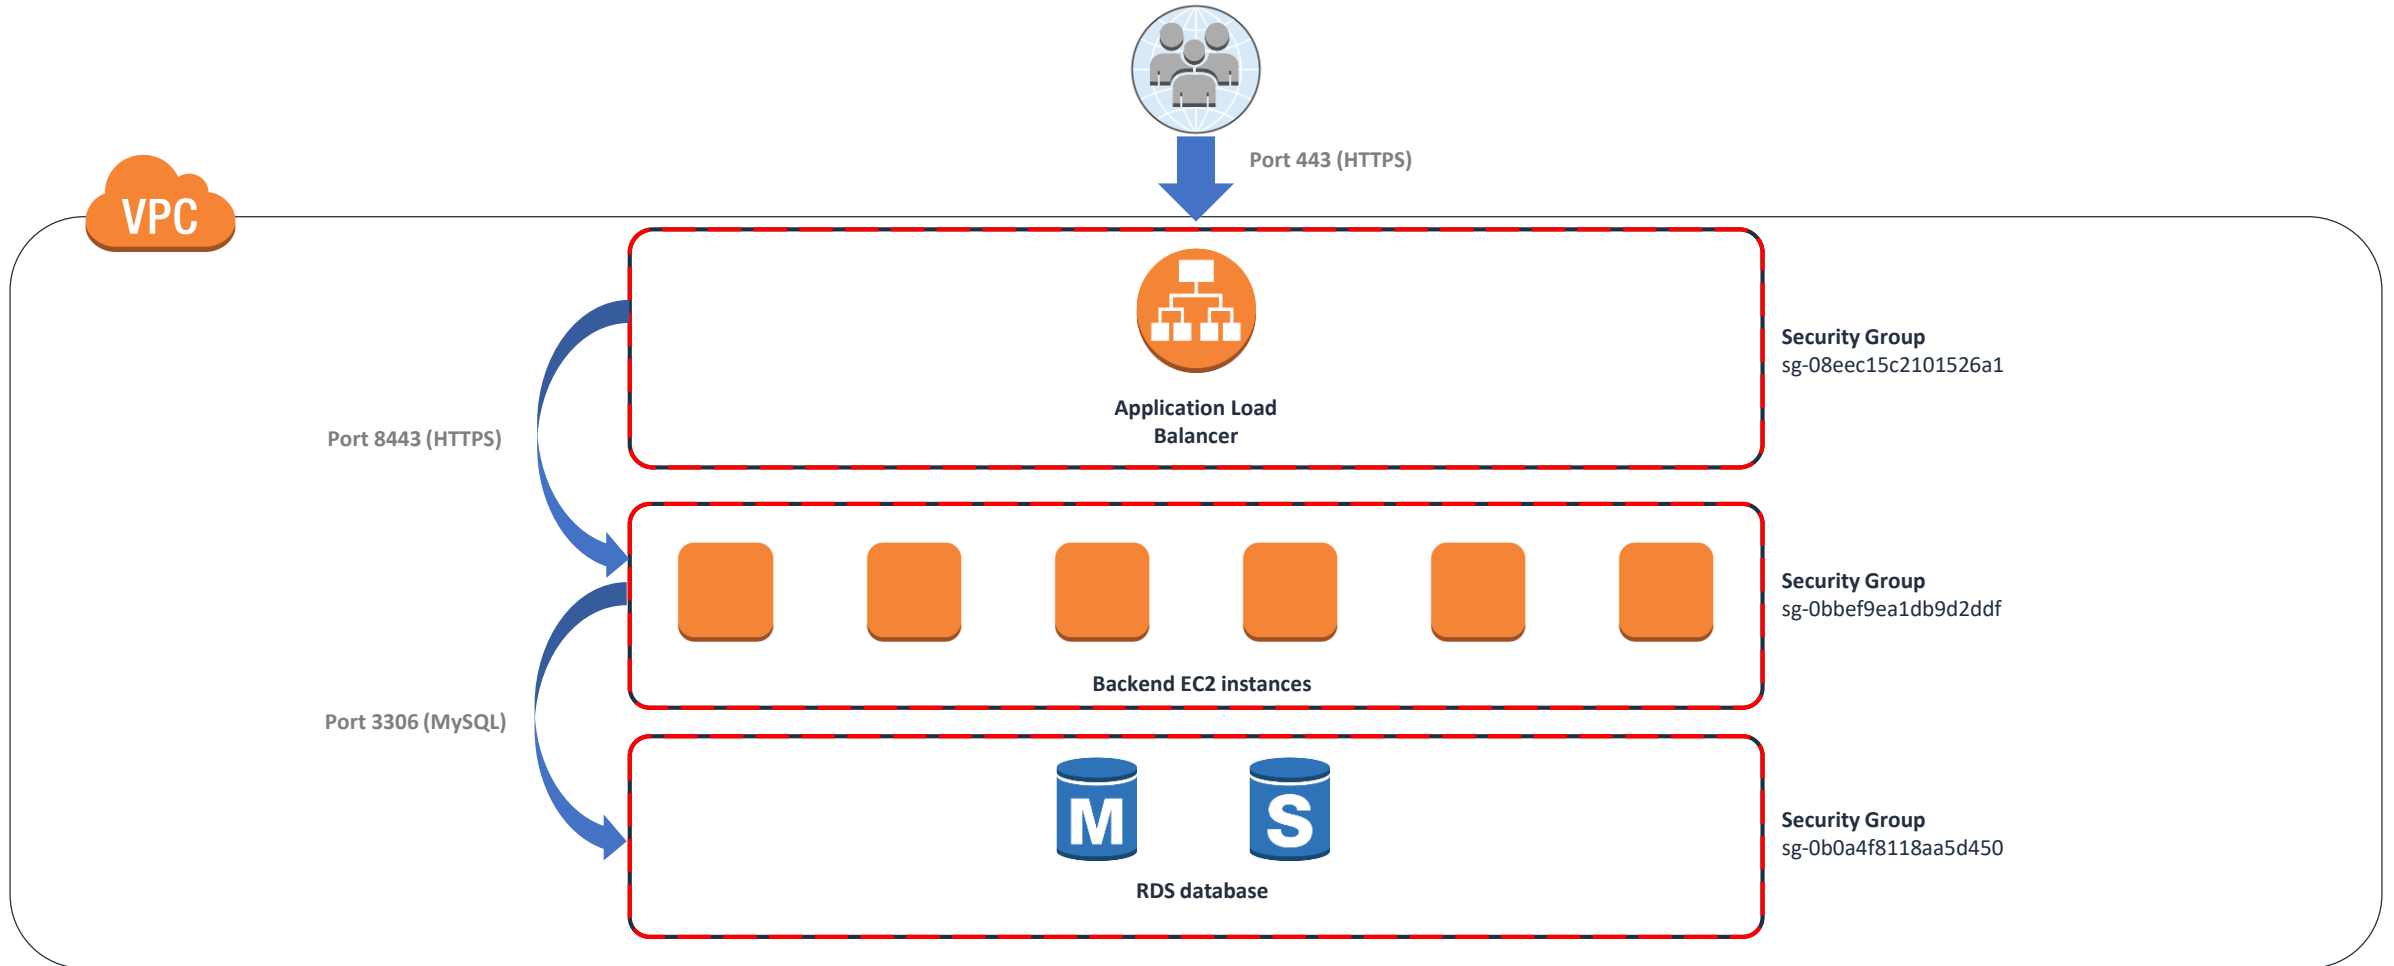 Port 443 (HTTPS)
VPC
Security Group
sg-08eec15c2101526a1
Application Load
Balancer
Port 8443 (HTTPS)
Security Group
sg-0bbef9ea1db9d2ddf
Backend EC2 instances
Port 3306 (MySQL)
M
S
Security Group
sg-0b0a4f8118aa5d450
RDS database